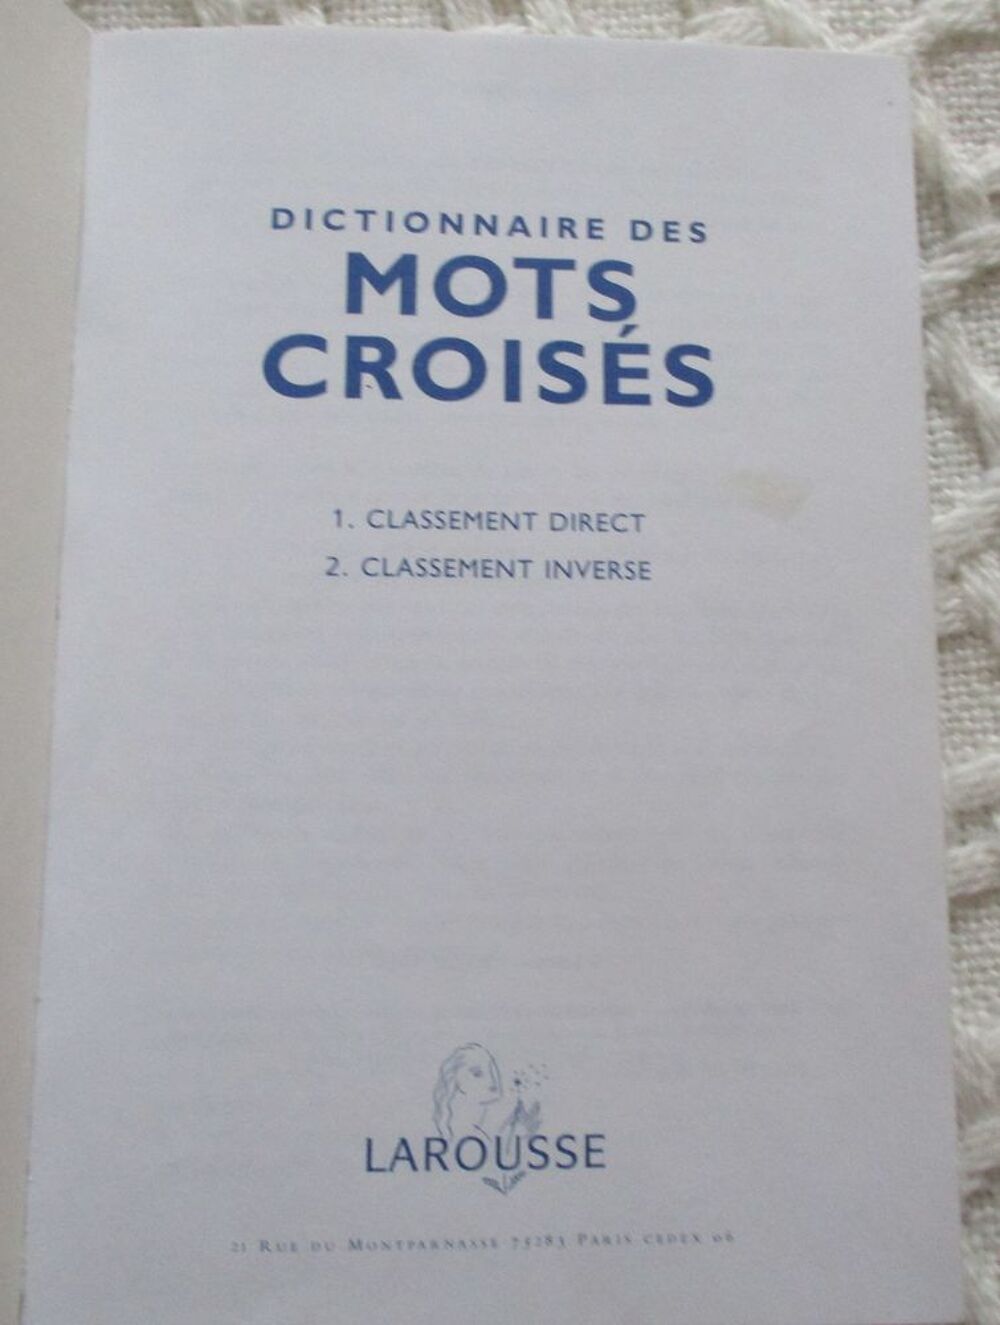 DICTIONNAIRE DES
MOTS
CROISÉS
1. CLASSEMENT DIRECT
2. CLASSEMENT INVERSE
LAROUSSE
21 RUE DU MONTPARNASSE 75283 PARIS CEDEX 06